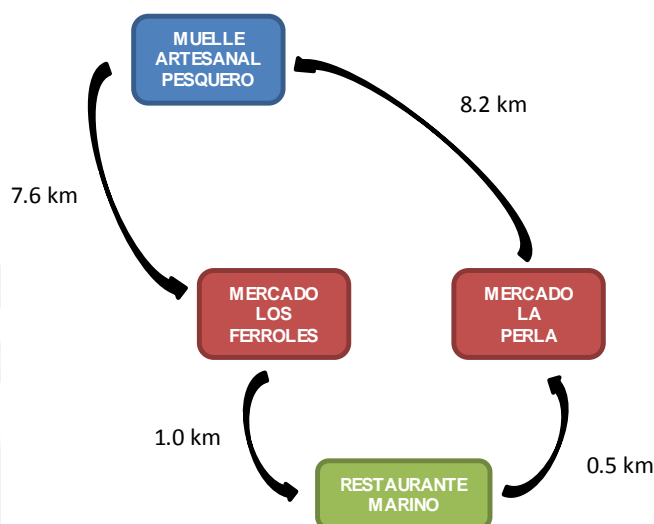 MUELLE
ARTESANAL
PESQUERO
8.2 km
7.6 km
MERCADO
LOS
FERROLES
MERCADO
LA
PERLA
1.0 km
0.5 km
RESTAURANTE
MARINO